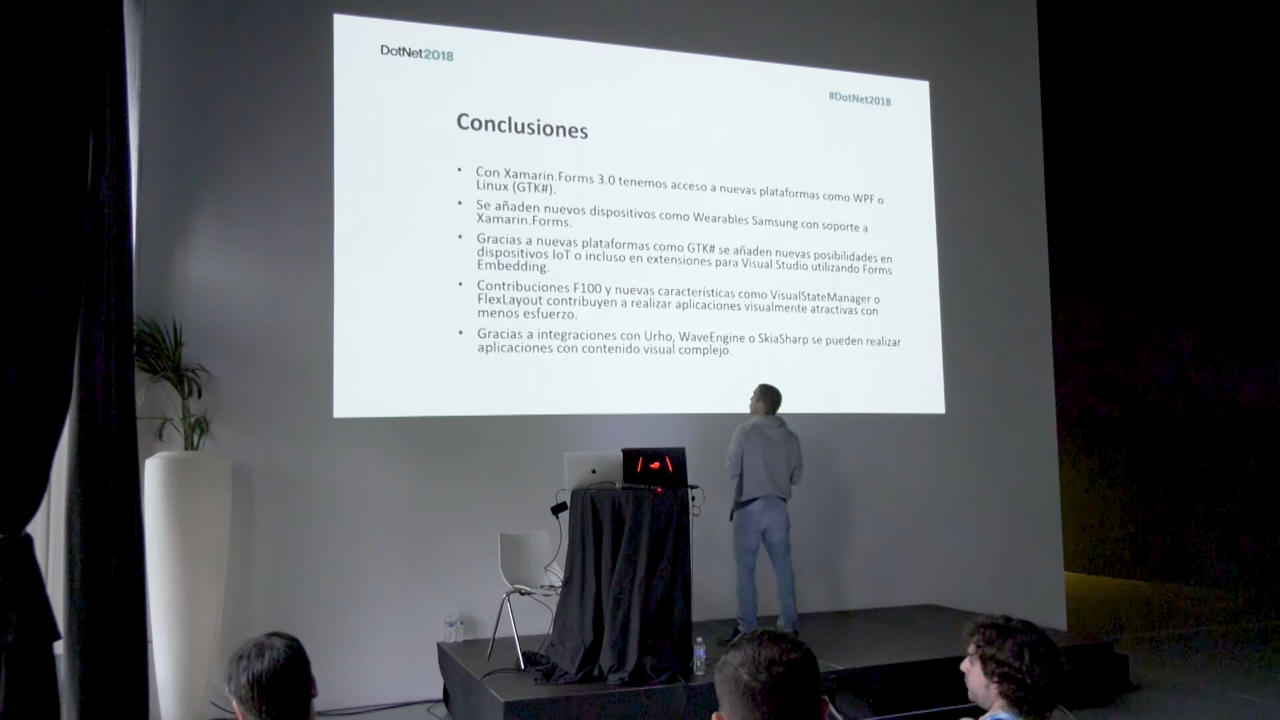 DotNet2018
#DotNet2018
Conclusiones
• Con Xamarin.Forms 3.0 tenemos acceso a nuevas plataformas como WPF o
Linux (GTK#).
• Se añaden nuevos dispositivos como Wearables Samsung con soporte a
Xamarin.Forms.
• Gracias a nuevas plataformas como GTK# se añaden nuevas posibilidades en
dispositivos IoT o incluso en extensiones para Visual Studio utilizando Forms
Embedding.
• Contribuciones F100 y nuevas características como VisualStateManager o
FlexLayout contribuyen a realizar aplicaciones visualmente atractivas con
menos esfuerzo.
• Gracias a integraciones con Urho, WaveEngine o SkiaSharp se pueden realizar
aplicaciones con contenido visual complejo.